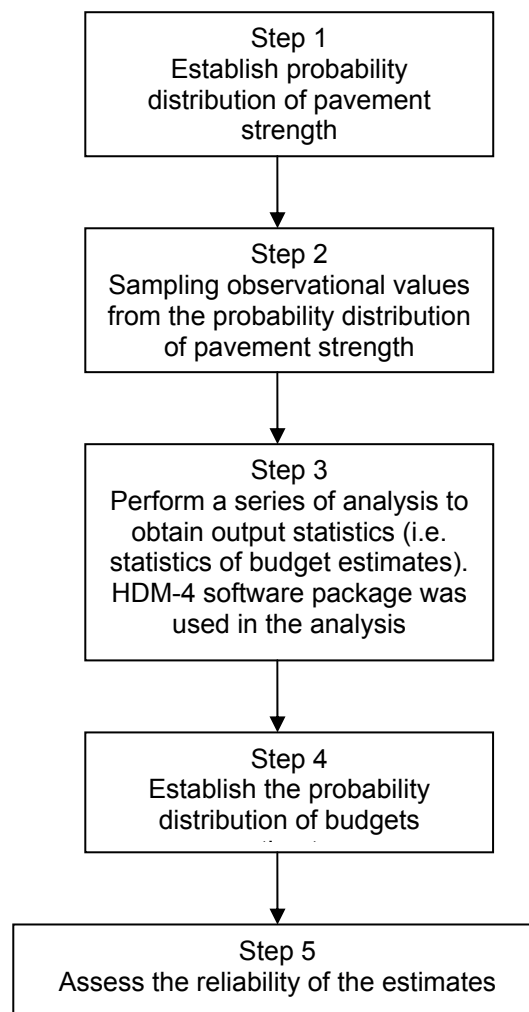 Step 1
Establish probability
distribution of pavement
strength
Step 2
Sampling observational values
from the probability distribution
of pavement strength
Step 3
Perform a series of analysis to
obtain output statistics (i.e.
statistics of budget estimates).
HDM-4 software package was
used in the analysis
Step 4
Establish the probability
distribution of budgets
Step 5
Assess the reliability of the estimates